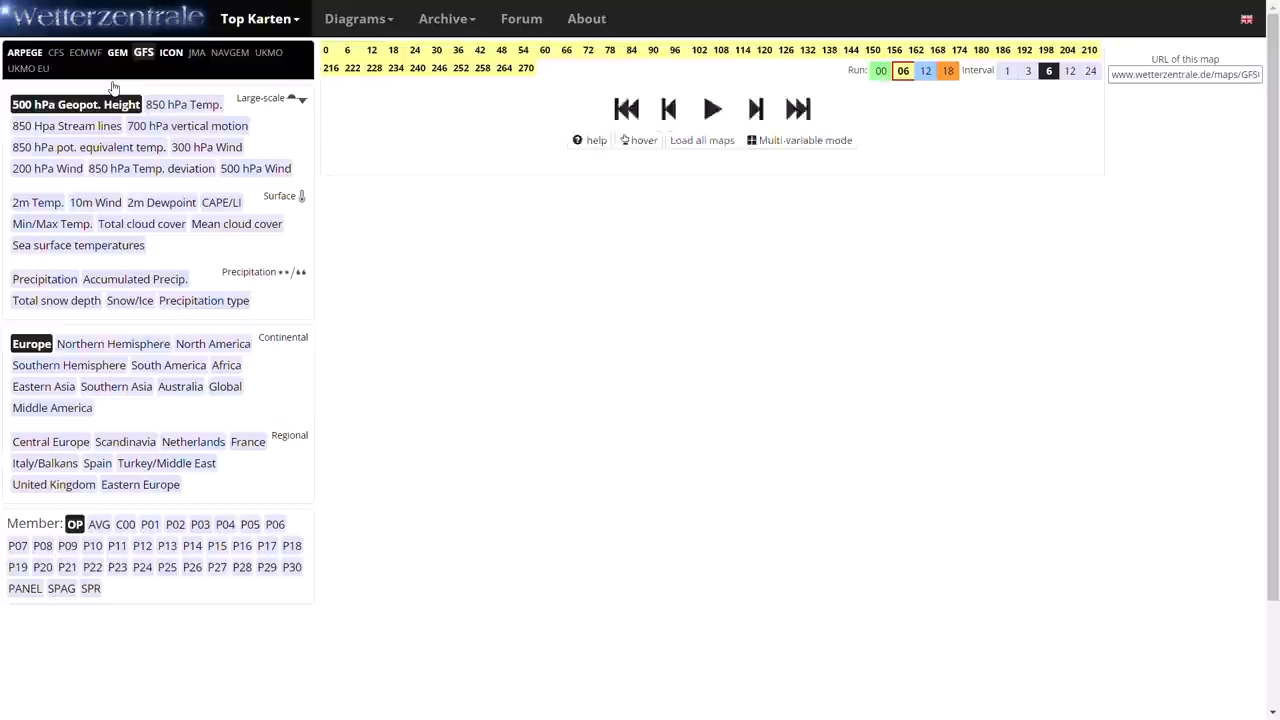 Wetterzentrale Top Karten Diagrams Archive Forum About
ARPEGE CFS ECMWF GEM GFS ICON JMA NAVGEM UKMO
UKMO EU
500 hPa Geopot. Height 850 hPa Temp. Large-scale
850 Hpa Stream lines 700 hPa vertical motion
850 hPa pot. equivalent temp. 300 hPa Wind
200 hPa Wind 850 hPa Temp. deviation 500 hPa Wind
Surface
2m Temp. 10m Wind 2m Dewpoint CAPE/LI
Min/Max Temp. Total cloud cover Mean cloud cover
Sea surface temperatures
Precipitation
Precipitation Accumulated Precip.
Total snow depth Snow/Ice Precipitation type
Continental
Europe Northern Hemisphere North America
Southern Hemisphere South America Africa
Eastern Asia Southern Asia Australia Global
Middle America
Regional
Central Europe Scandinavia Netherlands France
Italy/Balkans Spain Turkey/Middle East
United Kingdom Eastern Europe
Member: OP AVG C00 P01 P02 P03 P04 P05 P06
P07 P08 P09 P10 P11 P12 P13 P14 P15 P16 P17 P18
P19 P20 P21 P22 P23 P24 P25 P26 P27 P28 P29 P30
PANEL SPAG SPR
0 6 12 18 24 30 36 42 48 54 60 66 72 78 84 90 96 102 108 114 120 126 132 138 144 150 156 162 168 174 180 186 192 198 204 210
216 222 228 234 240 246 252 258 264 270
Run: 00 06 12 18 Interval 1 3 6 12 24
help hover Load all maps Multi-variable mode
URL of this map
www.wetterzentrale.de/maps/GFS